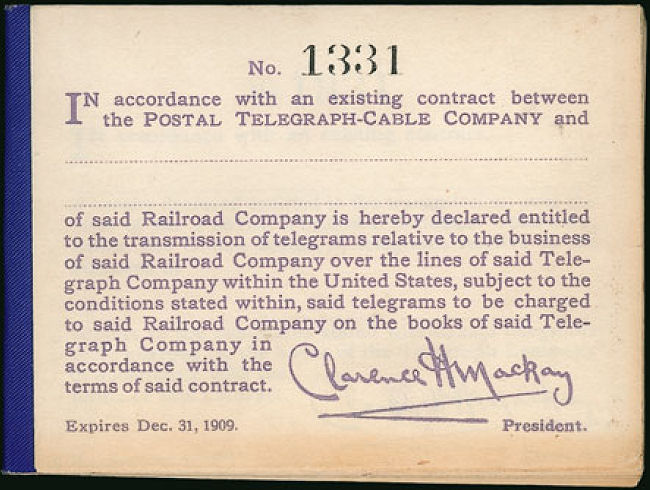 No. 1331
IN accordance with an existing contract between
the POSTAL TELEGRAPH-CABLE COMPANY and
of said Railroad Company is hereby declared entitled
to the transmission of telegrams relative to the business
of said Railroad Company over the lines of said Tele-
graph Company within the United States, subject to the
conditions stated within, said telegrams to be charged
to said Railroad Company on the books of said Tele-
graph Company in
accordance with the
terms of said contract.
Clarence H Mackay
Expires Dec. 31, 1909. President.